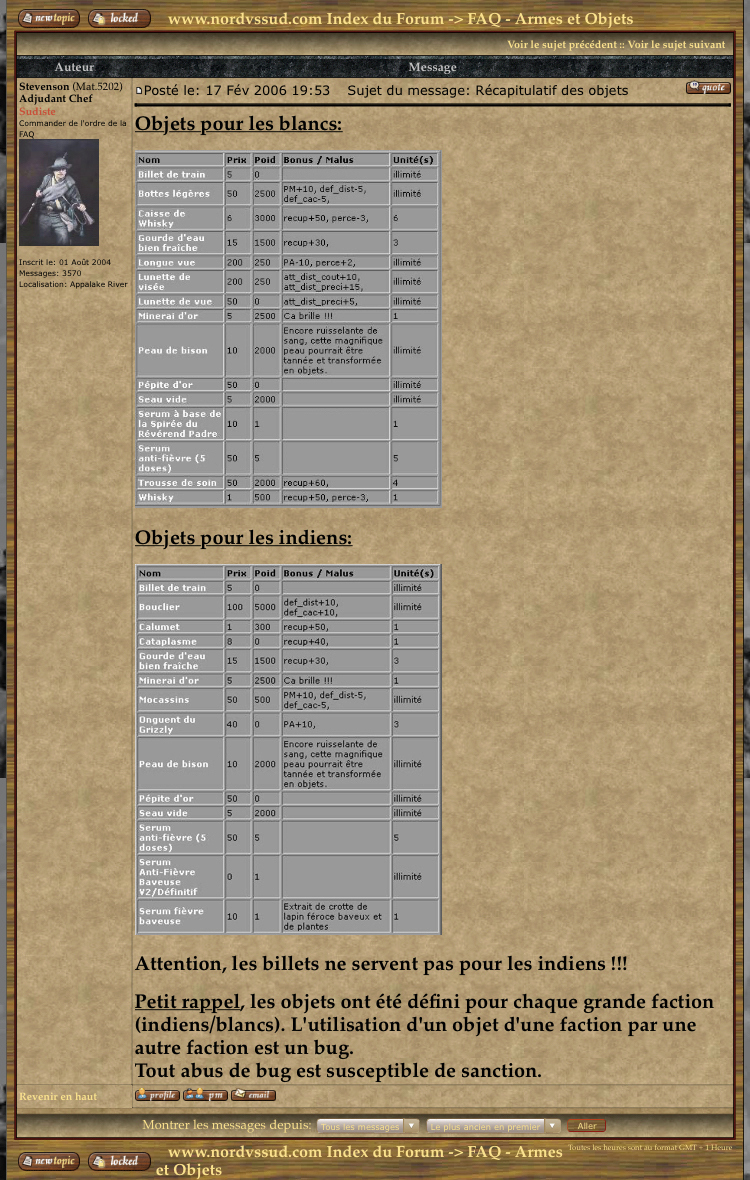 newtopic locked www.nordvssud.com Index du Forum -> FAQ - Armes et Objets
Voir le sujet précédent :: Voir le sujet suivant
Auteur Message
Stevenson (Mat.5202)
Adjudant Chef
Sudiste
Commander de l'ordre de la
FAQ
Inscrit le: 01 Août 2004
Messages: 3570
Localisation: Appalake River
Posté le: 17 Fév 2006 19:53 Sujet du message: Récapitulatif des objets quote
Objets pour les blancs:
Nom Prix Poid Bonus / Malus Unité(s)
Billet de train 5 0 illimité
Bottes légères 50 2500 PM+10, def_dist-5, def_cac-5, illimité
Caisse de Whisky 6 3000 recup+50, perce-3, 6
Gourde d'eau bien fraîche 15 1500 recup+30, 3
Longue vue 200 250 PA-10, perce+2, illimité
Lunette de visée 200 250 att_dist_cout+10, att_dist_preci+15, illimité
Lunette de vue 50 0 att_dist_preci+5, illimité
Minerai d'or 5 2500 Ca brille !!! 1
Peau de bison 10 2000 Encore ruisselante de sang, cette magnifique peau pourrait être tannée et transformée en objets. illimité
Pépite d'or 50 0 illimité
Seau vide 5 2000 illimité
Serum à base de la Spirée du Révérend Padre 10 1 1
Serum anti-fièvre (5 doses) 50 5 5
Trousse de soin 50 2000 recup+60, 4
Whisky 1 500 recup+50, perce-3, 1
Objets pour les indiens:
Nom Prix Poid Bonus / Malus Unité(s)
Billet de train 5 0 illimité
Bouclier 100 5000 def_dist+10, def_cac+10, illimité
Calumet 1 300 recup+50, 1
Cataplasme 8 0 recup+40, 1
Gourde d'eau bien fraîche 15 1500 recup+30, 3
Minerai d'or 5 2500 Ca brille !!! 1
Mocassins 50 500 PM+10, def_dist-5, def_cac-5, illimité
Onguent du Grizzly 40 0 PA+10, 3
Peau de bison 10 2000 Encore ruisselante de sang, cette magnifique peau pourrait être tannée et transformée en objets. illimité
Pépite d'or 50 0 illimité
Seau vide 5 2000 illimité
Serum anti-fièvre (5 doses) 50 5 5
Serum Anti-Fièvre Baveuse V2/Définitif 0 1 illimité
Serum fièvre baveuse 10 1 Extrait de crotte de lapin féroce baveux et de plantes 1
Attention, les billets ne servent pas pour les indiens !!!
Petit rappel, les objets ont été défini pour chaque grande faction
(indiens/blancs). L'utilisation d'un objet d'une faction par une
autre faction est un bug.
Tout abus de bug est susceptible de sanction.
Revenir en haut profile pm email
Montrer les messages depuis: Tous les messages Le plus ancien en premier Aller
newtopic locked www.nordvssud.com Index du Forum -> FAQ - Armes
et Objets
Toutes les heures sont au format GMT + 1 Heure